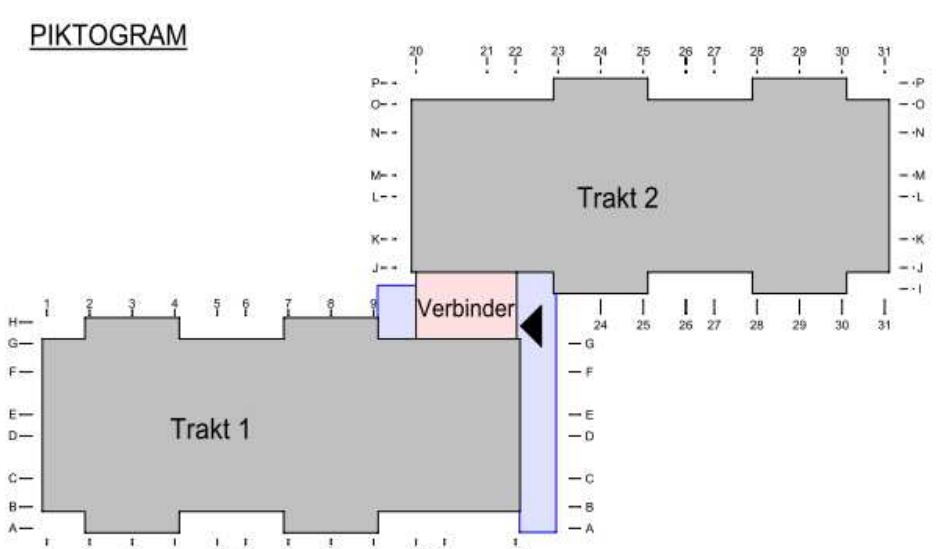 PIKTOGRAM
20 21 22 23 24 25 26 27 28 29 30 31
P P
O O
N N
M M
L L
K K
J J
I
Trakt 2
1 2 3 4 5 6 7 8 9
Verbinder
24 25 26 27 28 29 30 31
H
G G
F F
E E
D D
C C
B B
A A
Trakt 1